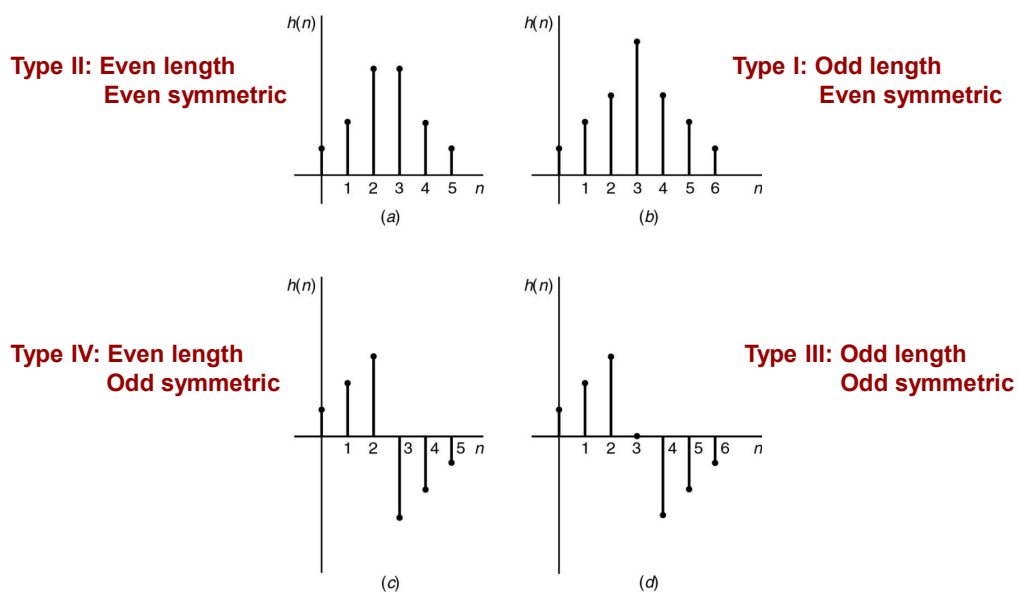 h(n)
Type II: Even length
Even symmetric
1 2 3 4 5 n
(a)
h(n)
Type I: Odd length
Even symmetric
1 2 3 4 5 6 n
(b)
h(n)
Type IV: Even length
Odd symmetric
1 2 3 4 5 n
(c)
h(n)
Type III: Odd length
Odd symmetric
1 2 3 4 5 6 n
(d)